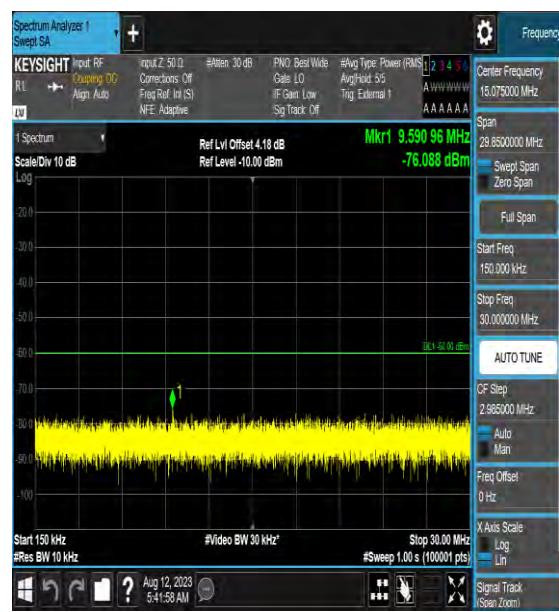 Spectrum Analyzer 1
Swept SA
+
Frequency
KEYSIGHT
RL
Input: RF
Coupling: DC
Align: Auto
Input Z: 50 Ω
Corrections: Off
Freq Ref: Int (S)
NFE: Adaptive
#Atten: 30 dB
PNO: Best Wide
Gate: LO
IF Gain: Low
Sig Track: Off
#Avg Type: Power (RMS
Avg|Hold: 5/5
Trig: External 1
1 2 3 4 5 6
A W W W W W
A A A A A A
1 Spectrum
Scale/Div 10 dB
Log
Ref Lvl Offset 4.18 dB
Ref Level -10.00 dBm
Mkr1 9.590 96 MHz
-76.088 dBm
-20.0
-30.0
-40.0
-50.0
-60.0
-70.0
-80.0
-90.0
-100
DL1 -60.00 dBm
1
Start 150 kHz
#Res BW 10 kHz
#Video BW 30 kHz*
Stop 30.00 MHz
#Sweep 1.00 s (100001 pts)
?
Aug 12, 2023
5:41:58 AM
Center Frequency
15.075000 MHz
Span
29.8500000 MHz
Swept Span
Zero Span
Full Span
Start Freq
150.000 kHz
Stop Freq
30.000000 MHz
AUTO TUNE
CF Step
2.985000 MHz
Auto
Man
Freq Offset
0 Hz
X Axis Scale
Log
Lin
Signal Track
(Span Zoom)